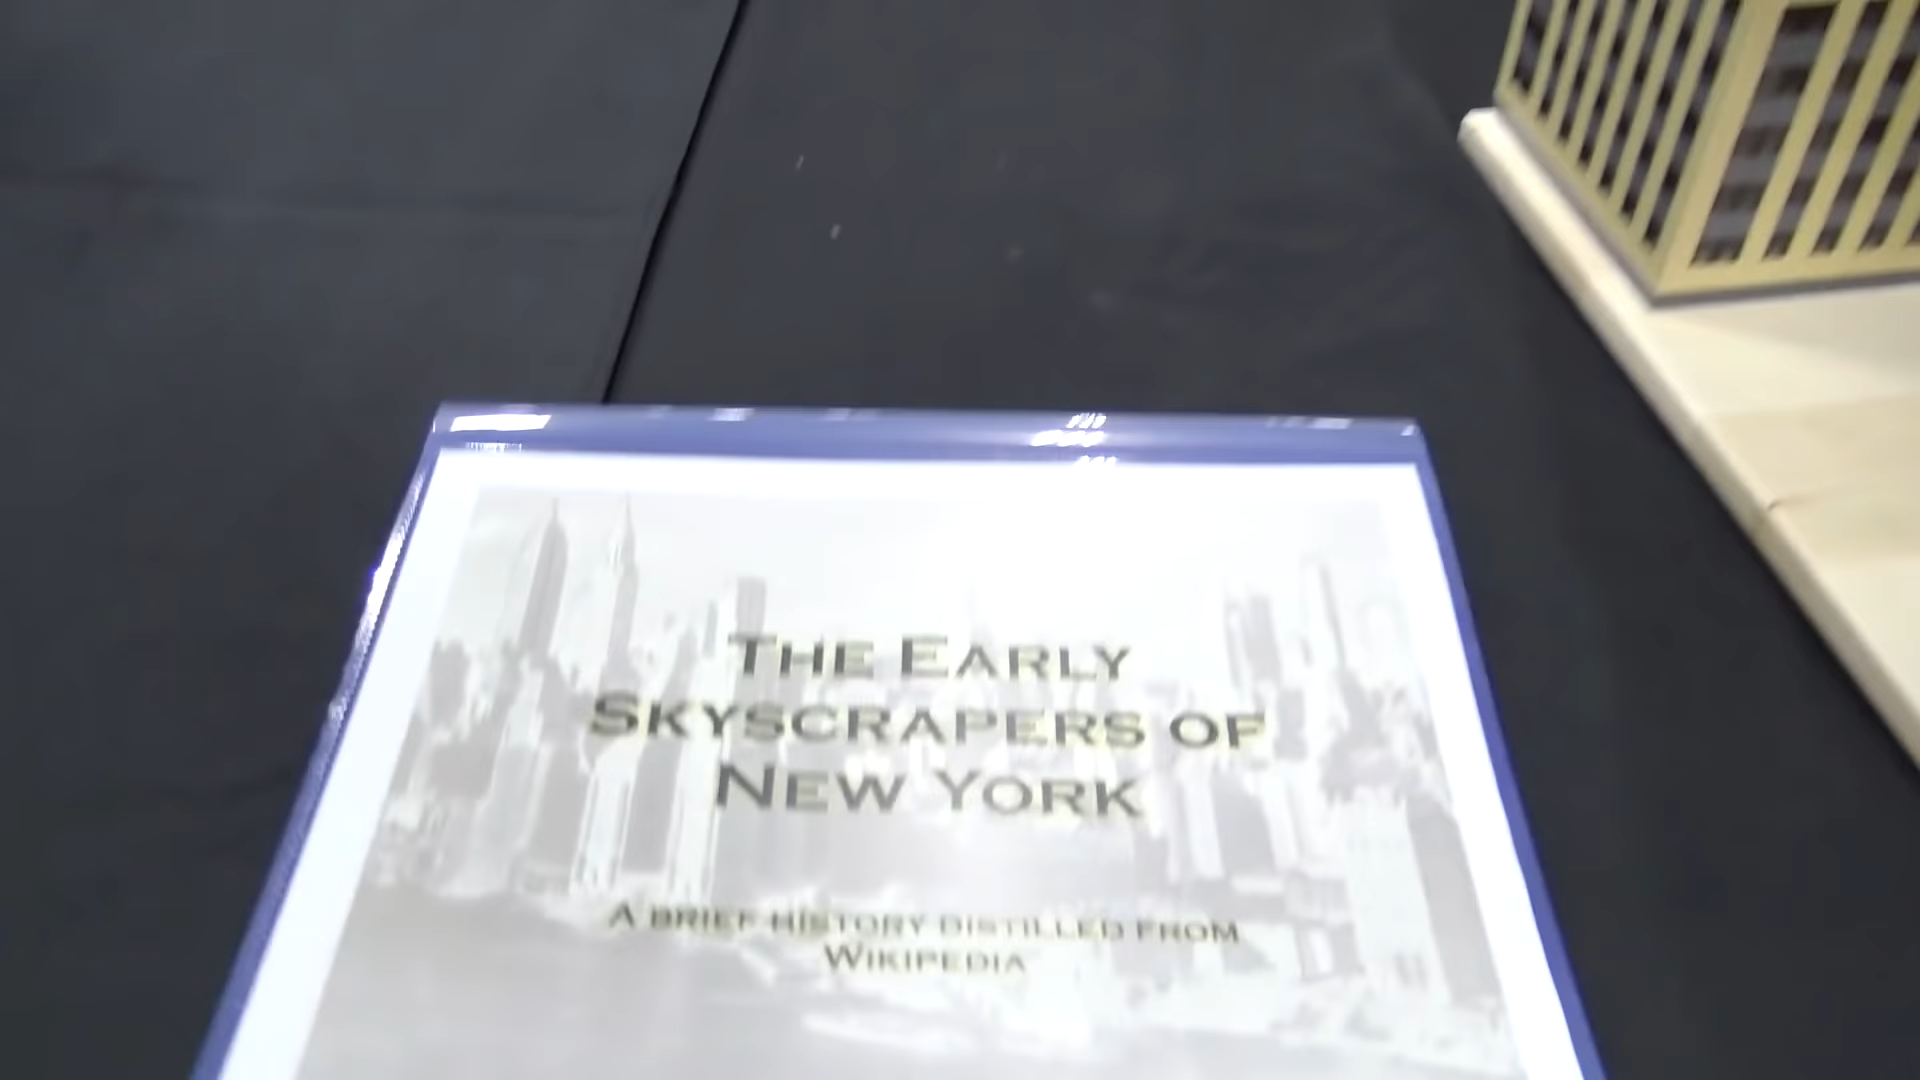 The Early
Skyscrapers of
New York
A brief history distilled from
Wikipedia